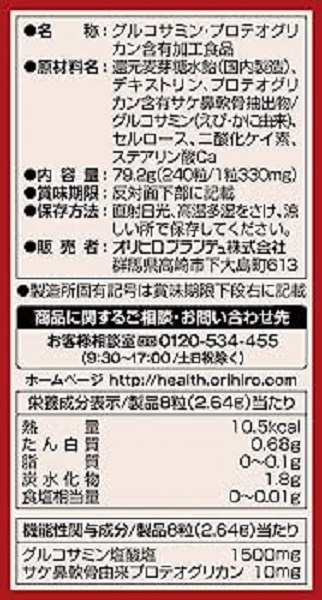 ●名　　称：グルコサミン・プロテオグリ
カン含有加工食品
●原材料名：還元麦芽糖水飴(国内製造)、
デキストリン、プロテオグリ
カン含有サケ鼻軟骨抽出物/
グルコサミン(えび・かに由来)、
セルロース、二酸化ケイ素、
ステアリン酸Ca
●内 容 量：79.2g(240粒/1粒330mg)
●賞味期限：反対面下部に記載
●保存方法：直射日光、高温多湿をさけ、涼
しい所で保存してください。
●販 売 者：オリヒロプランデュ株式会社
群馬県高崎市下大島町613
●製造所固有記号は賞味期限下段右に記載
商品に関するご相談・お問い合わせ先
お客様相談室 0120-534-455
(9:30~17:00/土日祝除く)
ホームページ http://health.orihiro.com
栄養成分表示/製品8粒(2.64g)当たり
熱量 10.5kcal
たん白質 0.68g
脂質 0~0.1g
炭水化物 1.8g
食塩相当量 0~0.01g
機能性関与成分/製品8粒(2.64g)当たり
グルコサミン塩酸塩 1500mg
サケ鼻軟骨由来プロテオグリカン 10mg